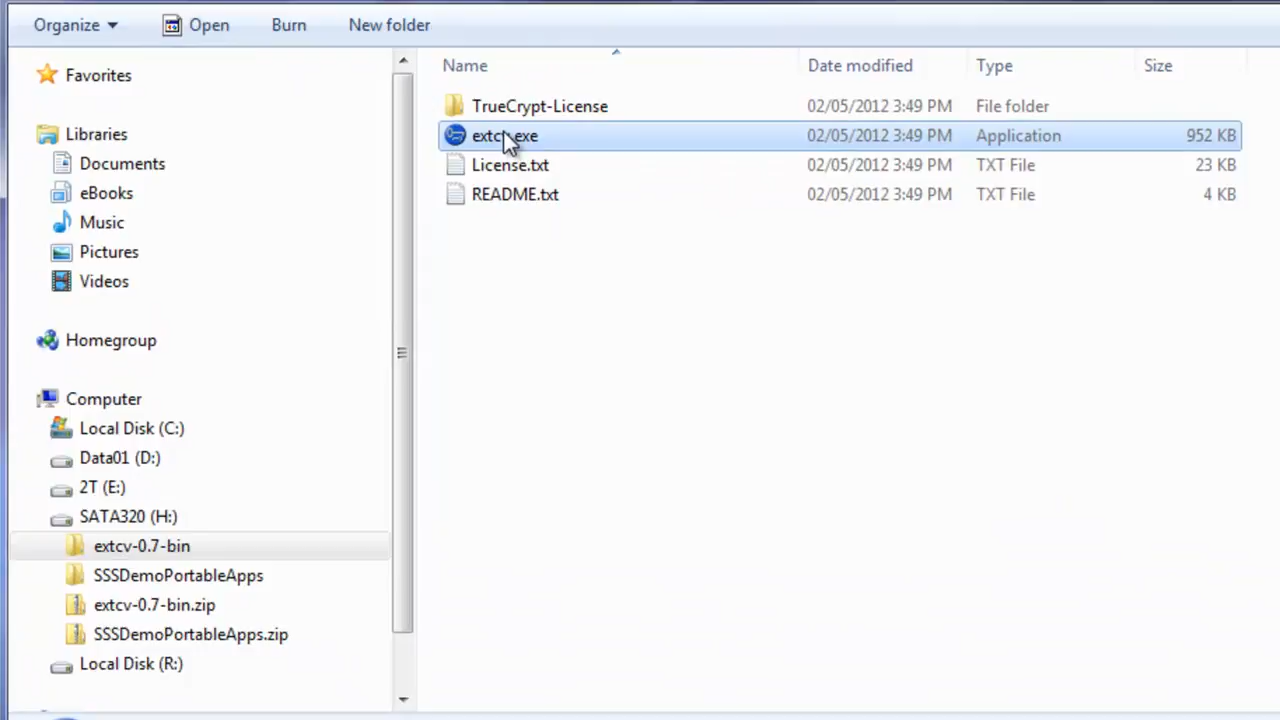 Organize Open Burn New folder
Favorites
Libraries
Documents
eBooks
Music
Pictures
Videos
Homegroup
Computer
Local Disk (C:)
Data01 (D:)
2T (E:)
SATA320 (H:)
extcv-0.7-bin
SSSDemoPortableApps
extcv-0.7-bin.zip
SSSDemoPortableApps.zip
Local Disk (R:)
Name Date modified Type Size
TrueCrypt-License 02/05/2012 3:49 PM File folder
extcv.exe 02/05/2012 3:49 PM Application 952 KB
License.txt 02/05/2012 3:49 PM TXT File 23 KB
README.txt 02/05/2012 3:49 PM TXT File 4 KB